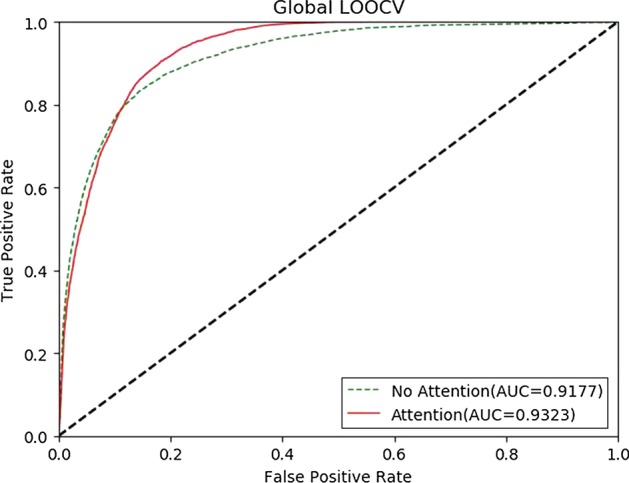 Global LOOCV
1.0
0.8
0.6
0.4
0.2
0.0
True Positive Rate
No Attention(AUC=0.9177)
Attention(AUC=0.9323)
0.0 0.2 0.4 0.6 0.8 1.0
False Positive Rate